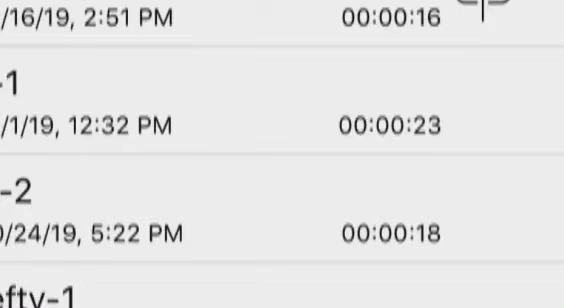 /16/19, 2:51 PM 00:00:16
-1
/1/19, 12:32 PM 00:00:23
-2
0/24/19, 5:22 PM 00:00:18
efty-1